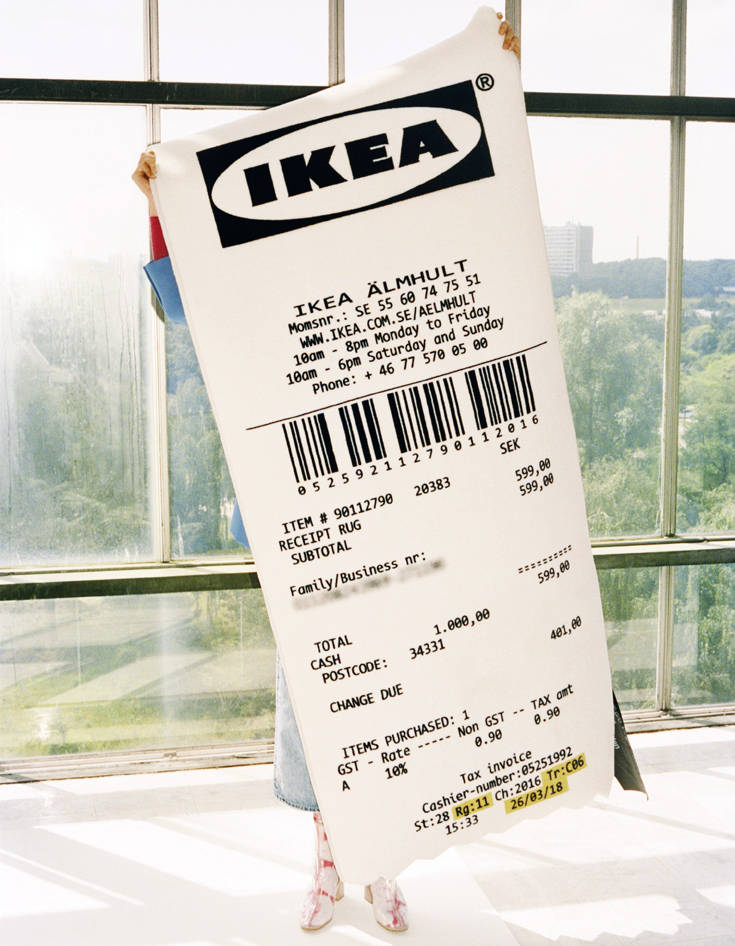 IKEA®
IKEA ÄLMHULT
Momsnr.: SE 55 60 74 75 51
WWW.IKEA.COM.SE/AELMHULT
10am - 8pm Monday to Friday
10am - 6pm Saturday and Sunday
Phone: + 46 77 570 05 00
0525921127901 12016
SEK
ITEM # 90112790 20383 599,00
RECEIPT RUG 599,00
SUBTOTAL
Family/Business nr:
==========
599,00
TOTAL 1.000,00
CASH
POSTCODE: 34331 401,00
CHANGE DUE
ITEMS PURCHASED: 1
GST - Rate ----- Non GST -- TAX amt
A 10% 0.90 0.90
Tax invoice
Cashier-number:05251992
St:28 Rg:11 Ch:2016 Tr:C06
15:33 26/03/18